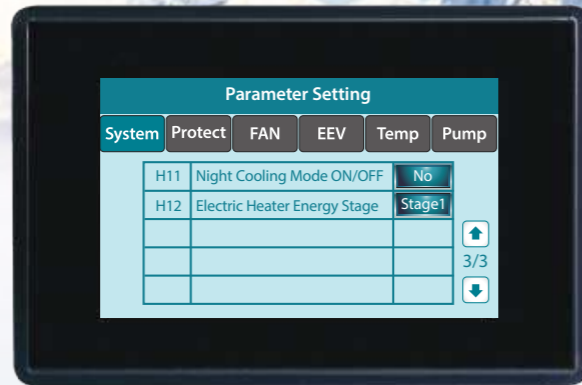 Parameter Setting
System Protect FAN EEV Temp Pump
H11 Night Cooling Mode ON/OFF No
H12 Electric Heater Energy Stage Stage1
3/3